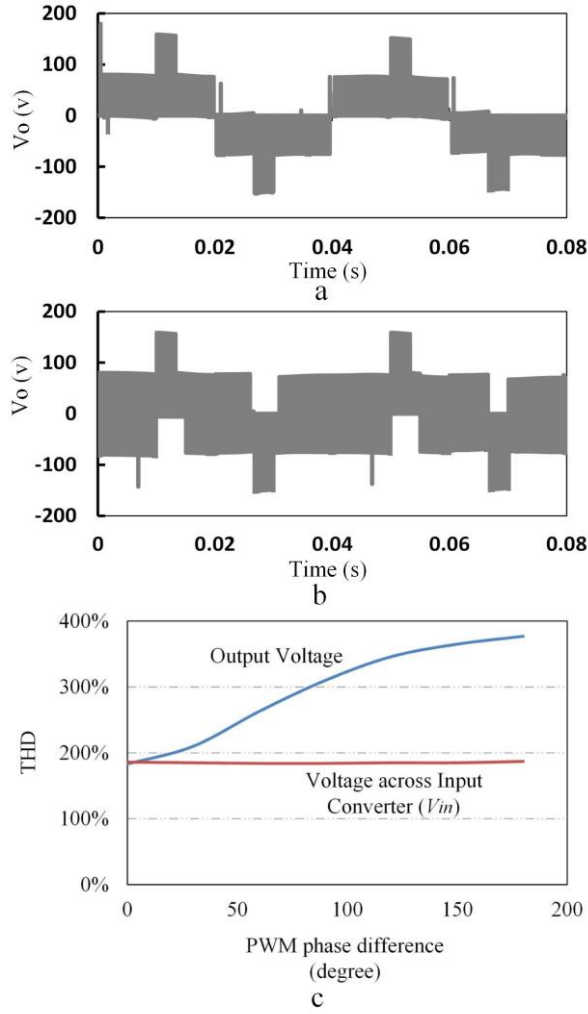 200
100
0
-100
-200
Vo (v)
0
0.02
0.04
0.06
0.08
Time (s)
a
200
100
0
-100
-200
Vo (v)
0
0.02
0.04
0.06
0.08
Time (s)
b
400%
300%
200%
100%
0%
THD
Output Voltage
Voltage across Input
Converter (Vin)
0
50
100
150
200
PWM phase difference
(degree)
c